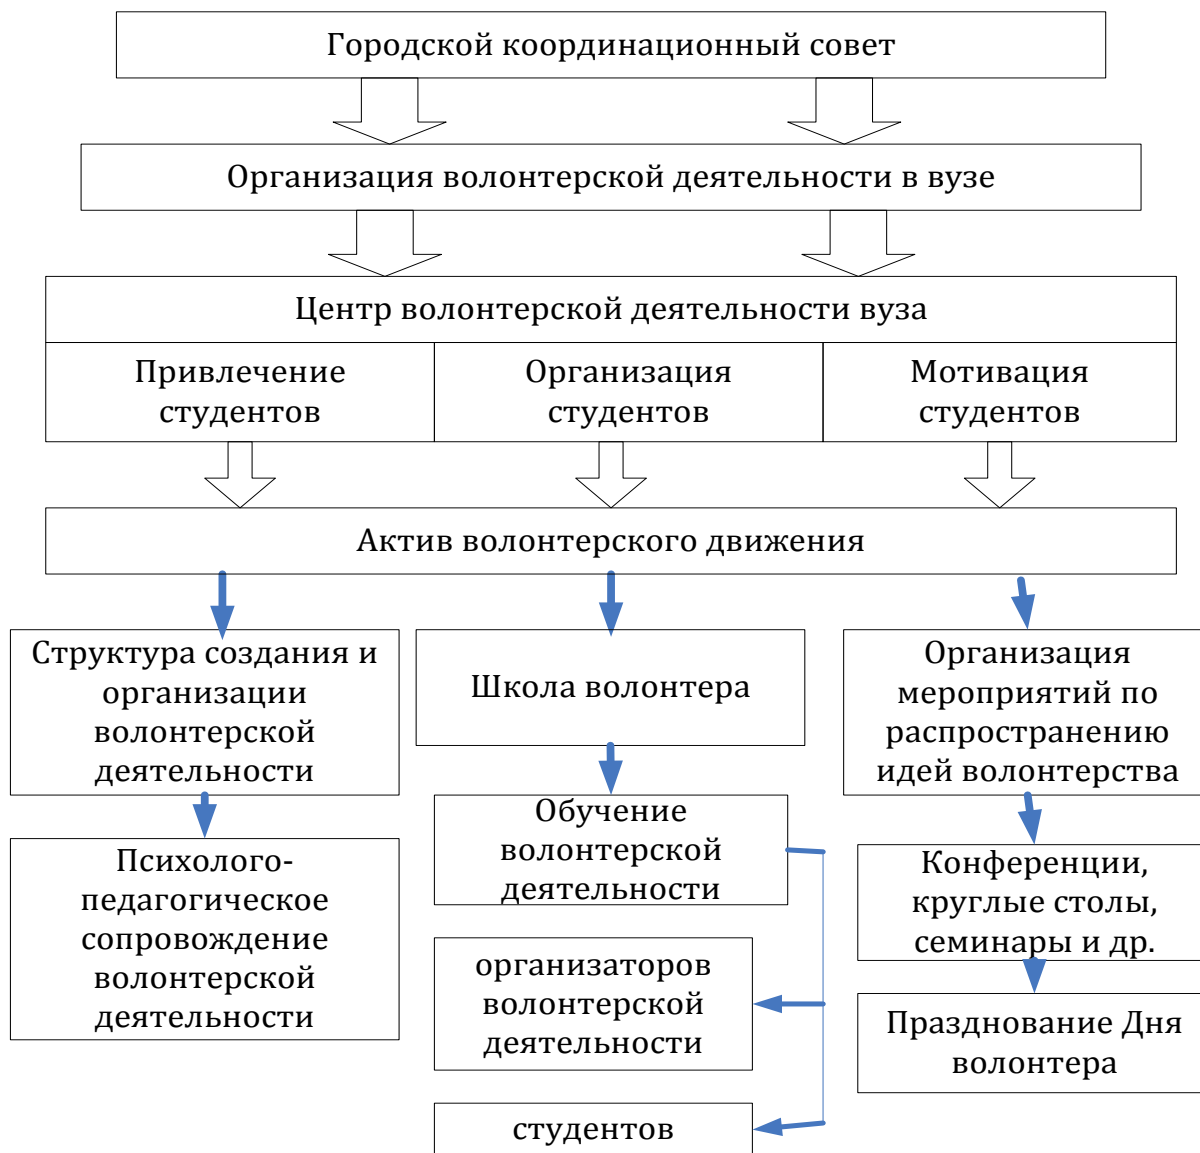 Городской координационный совет
Организация волонтерской деятельности в вузе
Центр волонтерской деятельности вуза
Привлечение
студентов
Организация
студентов
Мотивация
студентов
Актив волонтерского движения
Структура создания и
организации
волонтерской
деятельности
Психолого-
педагогическое
сопровождение
волонтерской
деятельности
Школа волонтера
Обучение
волонтерской
деятельности
организаторов
волонтерской
деятельности
студентов
Организация
мероприятий по
распространению
идей волонтерства
Конференции,
круглые столы,
семинары и др.
Празднование Дня
волонтера